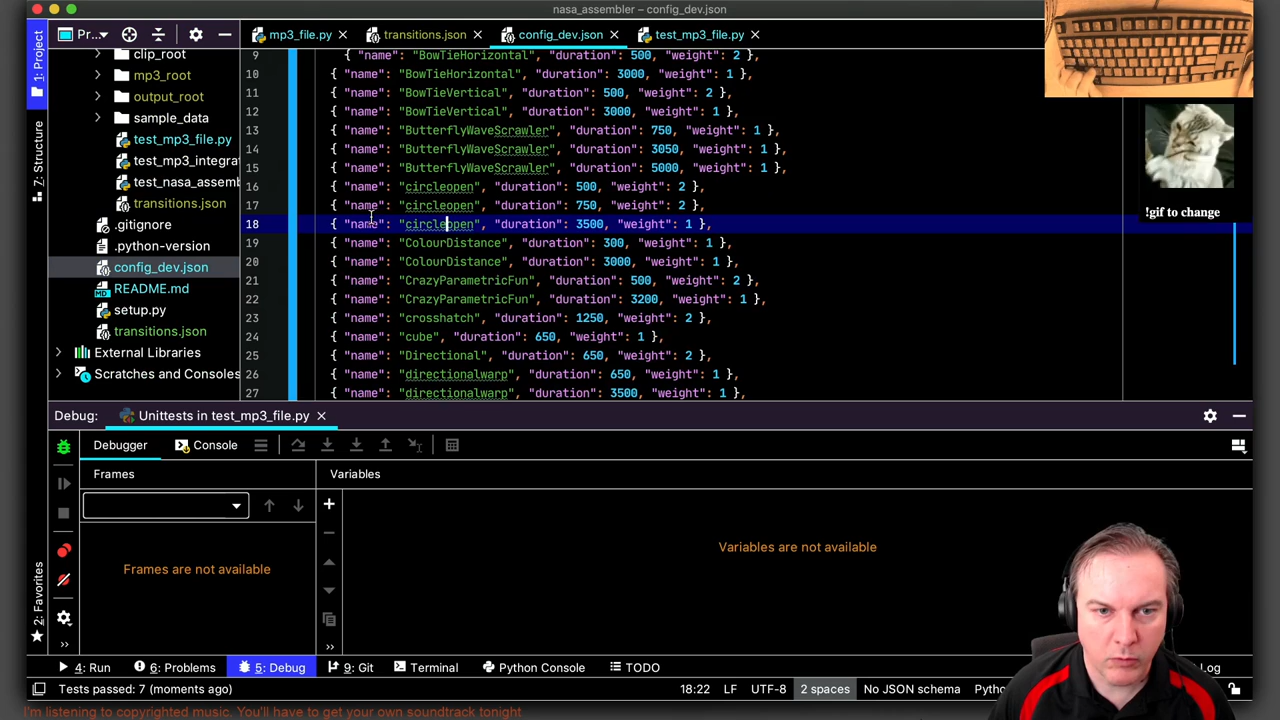 nasa_assembler – config_dev.json
1: Project
Pr...
mp3_file.py
transitions.json
config_dev.json
test_mp3_file.py
clip_root
mp3_root
output_root
sample_data
test_mp3_file.py
test_mp3_integra
test_nasa_assemb
transitions.json
.gitignore
.python-version
config_dev.json
README.md
setup.py
transitions.json
External Libraries
Scratches and Consoles
7: Structure
2: Favorites
9 { "name": "BowTieHorizontal", "duration": 500, "weight": 2 },
10 { "name": "BowTieHorizontal", "duration": 3000, "weight": 1 },
11 { "name": "BowTieVertical", "duration": 500, "weight": 2 },
12 { "name": "BowTieVertical", "duration": 3000, "weight": 1 },
13 { "name": "ButterflyWaveScrawler", "duration": 750, "weight": 1 },
14 { "name": "ButterflyWaveScrawler", "duration": 3050, "weight": 1 },
15 { "name": "ButterflyWaveScrawler", "duration": 5000, "weight": 1 },
16 { "name": "circleopen", "duration": 500, "weight": 2 },
17 { "name": "circleopen", "duration": 750, "weight": 2 },
18 { "name": "circleopen", "duration": 3500, "weight": 1 },
19 { "name": "ColourDistance", "duration": 300, "weight": 1 },
20 { "name": "ColourDistance", "duration": 3000, "weight": 1 },
21 { "name": "CrazyParametricFun", "duration": 500, "weight": 2 },
22 { "name": "CrazyParametricFun", "duration": 3200, "weight": 1 },
23 { "name": "crosshatch", "duration": 1250, "weight": 2 },
24 { "name": "cube", "duration": 650, "weight": 1 },
25 { "name": "Directional", "duration": 650, "weight": 2 },
26 { "name": "directionalwarp", "duration": 650, "weight": 1 },
27 { "name": "directionalwarp", "duration": 3500, "weight": 1 },
!gif to change
Debug: Unittests in test_mp3_file.py
Debugger
Console
Frames
Variables
Frames are not available
Variables are not available
4: Run
6: Problems
5: Debug
9: Git
Terminal
Python Console
TODO
Log
Tests passed: 7 (moments ago)
18:22 LF UTF-8 2 spaces No JSON schema Pytho
I'm listening to copyrighted music. You'll have to get your own soundtrack tonight